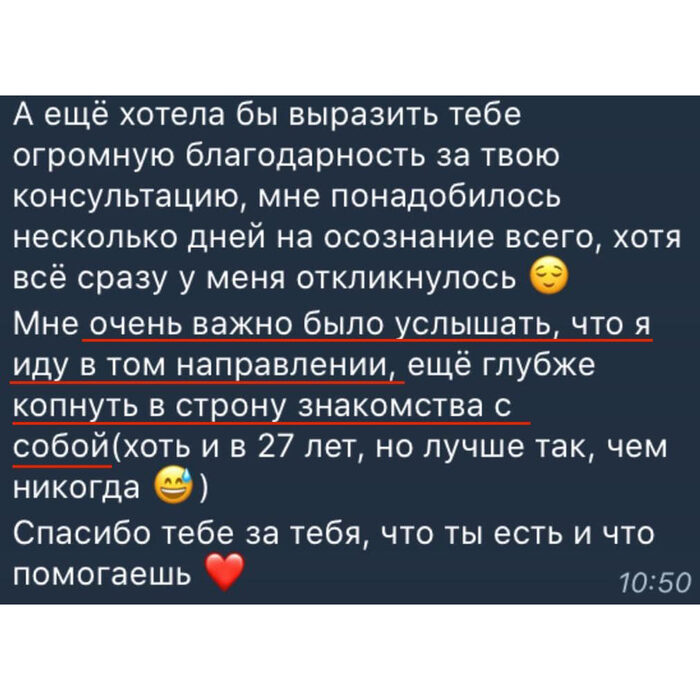 А ещё хотела бы выразить тебе
огромную благодарность за твою
консультацию, мне понадобилось
несколько дней на осознание всего, хотя
всё сразу у меня откликнулось 😌
Мне очень важно было услышать, что я
иду в том направлении, ещё глубже
копнуть в строну знакомства с
собой(хоть и в 27 лет, но лучше так, чем
никогда 😅)
Спасибо тебе за тебя, что ты есть и что
помогаешь ❤️
10:50